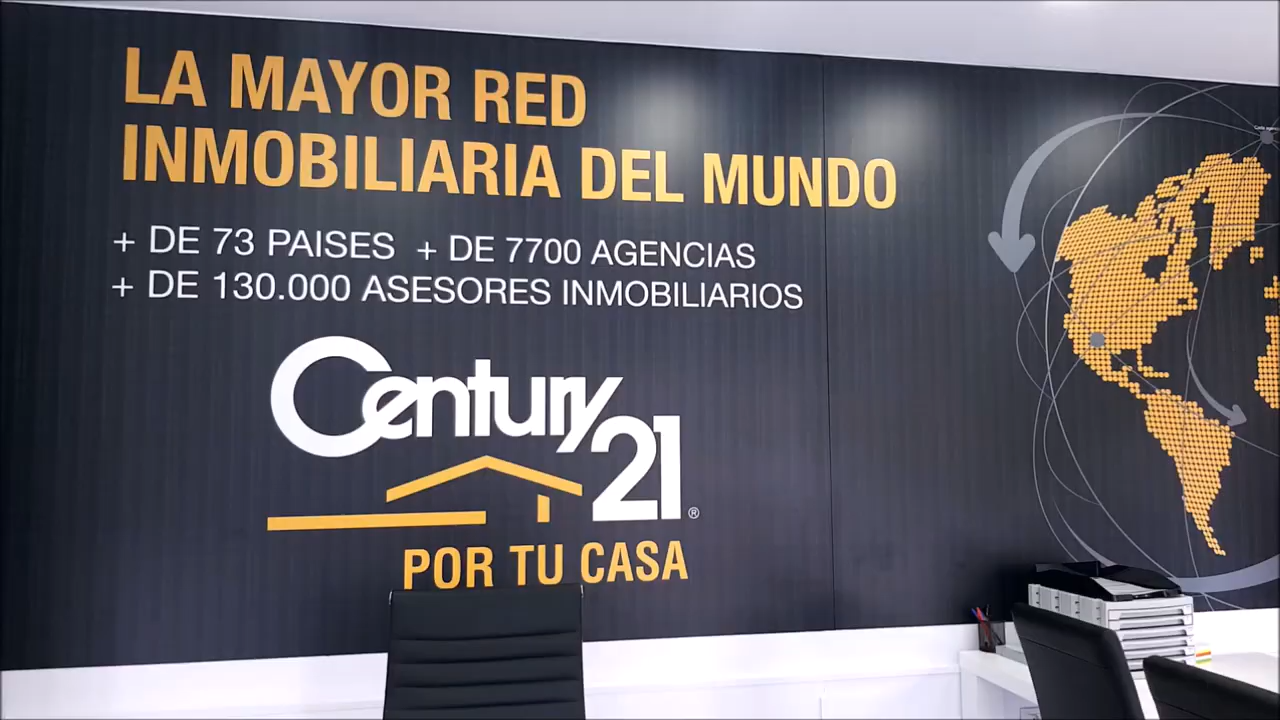 LA MAYOR RED
INMOBILIARIA DEL MUNDO
+ DE 73 PAISES + DE 7700 AGENCIAS
+ DE 130.000 ASESORES INMOBILIARIOS
Century
21®
POR TU CASA